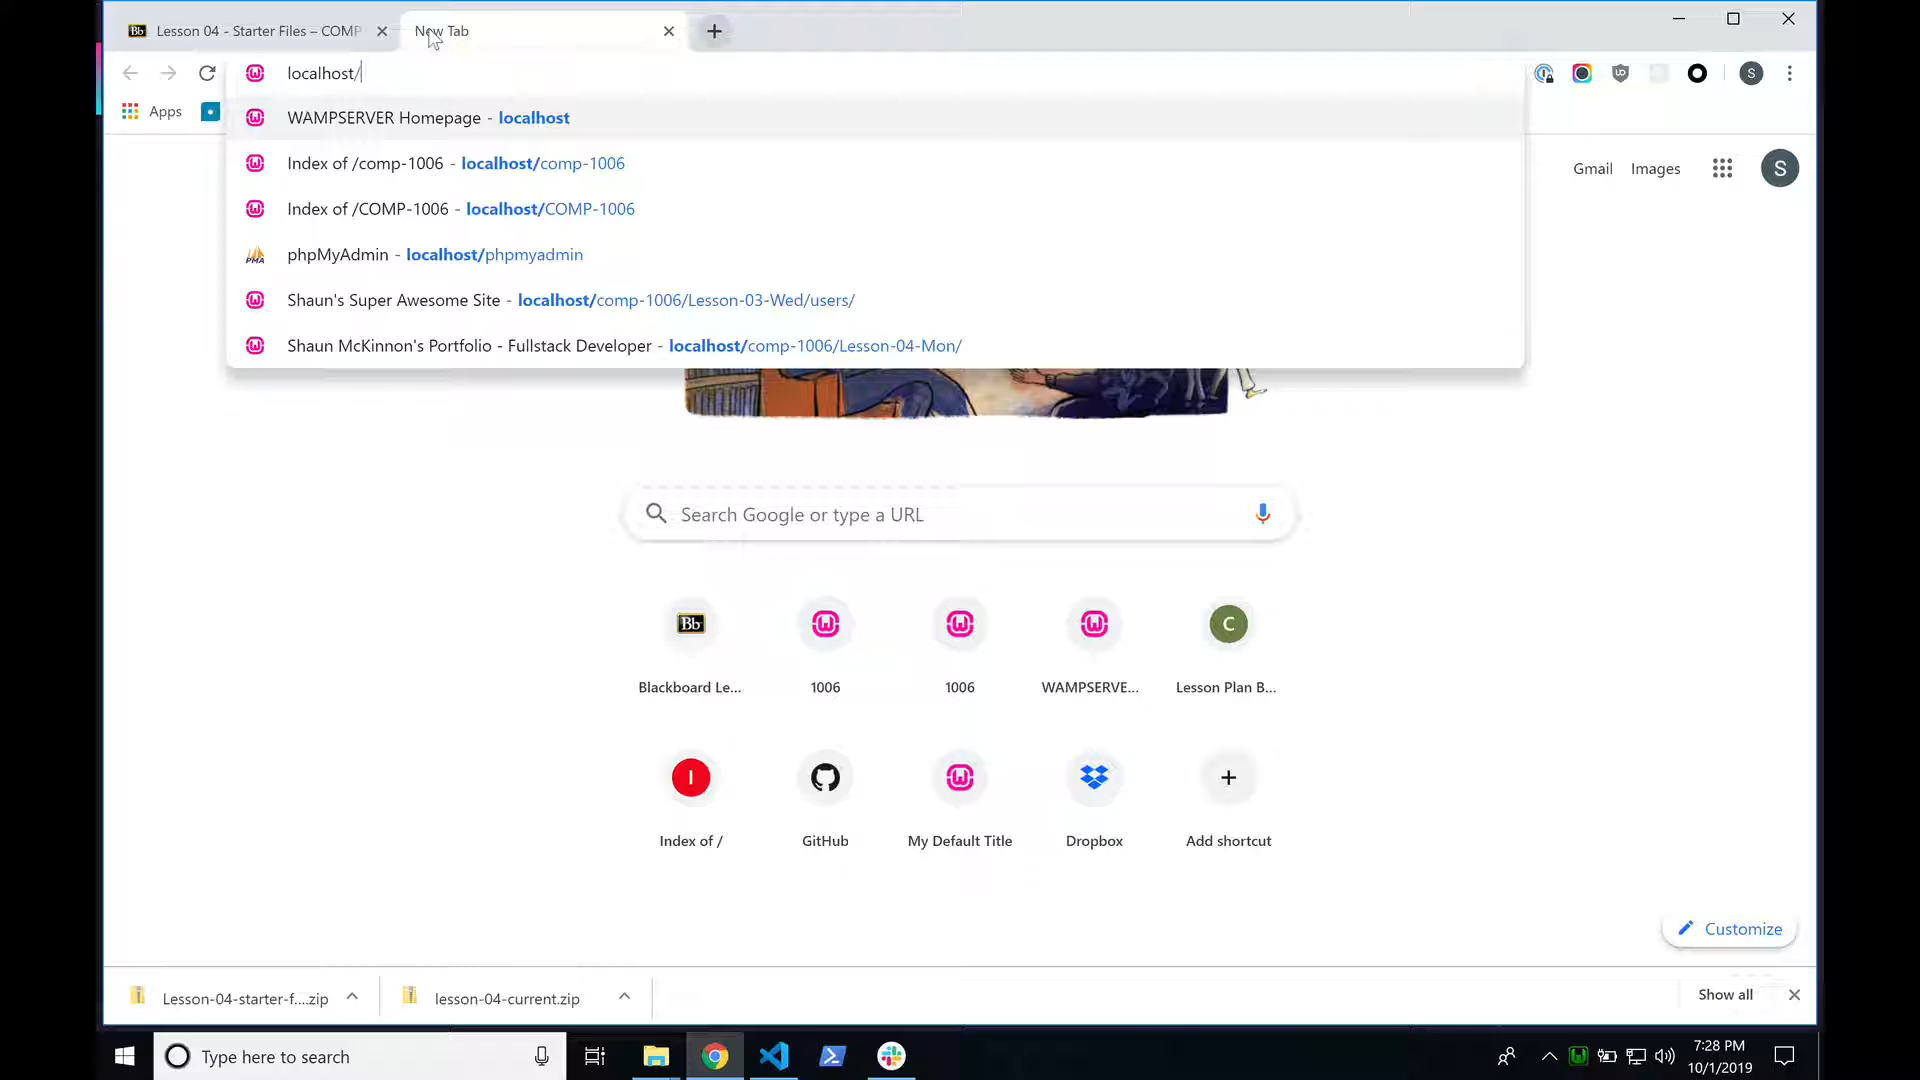 Bb Lesson 04 - Starter Files – COMP
New Tab
localhost/
WAMPSERVER Homepage - localhost
Index of /comp-1006 - localhost/comp-1006
Index of /COMP-1006 - localhost/COMP-1006
PMA phpMyAdmin - localhost/phpmyadmin
Shaun's Super Awesome Site - localhost/comp-1006/Lesson-03-Wed/users/
Shaun McKinnon's Portfolio - Fullstack Developer - localhost/comp-1006/Lesson-04-Mon/
Apps
S
Gmail Images S
Search Google or type a URL
Bb C
Blackboard Le... 1006 1006 WAMPSERVE... Lesson Plan B...
I
Index of / GitHub My Default Title Dropbox Add shortcut
Customize
Lesson-04-starter-f....zip lesson-04-current.zip Show all
Type here to search
7:28 PM
10/1/2019